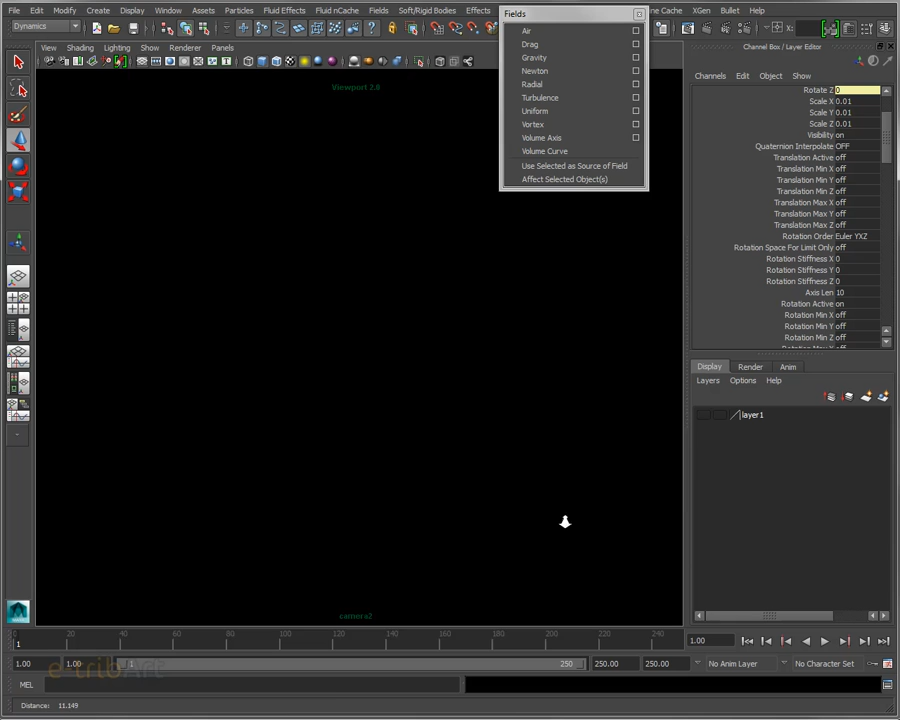 File Edit Modify Create Display Window Assets Particles Fluid Effects Fluid nCache Fields Soft/Rigid Bodies Effects ne Cache XGen Bullet Help
Fields
Dynamics
X:
View Shading Lighting Show Renderer Panels
Channel Box / Layer Editor
Viewport 2.0
Air
Drag
Gravity
Newton
Radial
Turbulence
Uniform
Vortex
Volume Axis
Volume Curve
Use Selected as Source of Field
Affect Selected Object(s)
Channels Edit Object Show
Rotate Z 0
Scale X 0.01
Scale Y 0.01
Scale Z 0.01
Visibility on
Quaternion Interpolate OFF
Translation Active off
Translation Min X off
Translation Min Y off
Translation Min Z off
Translation Max X off
Translation Max Y off
Translation Max Z off
Rotation Order Euler YXZ
Rotation Space For Limit Only off
Rotation Stiffness X 0
Rotation Stiffness Y 0
Rotation Stiffness Z 0
Axis Len 10
Rotation Active on
Rotation Min X off
Rotation Min Y off
Rotation Min Z off
Display Render Anim
Layers Options Help
layer1
camera2
0 20 40 60 80 100 120 140 160 180 200 220 240
1
1.00
1.00 1.00 1 250 250.00 250.00 No Anim Layer No Character Set
e-tribArt
MEL
Distance: 11.149